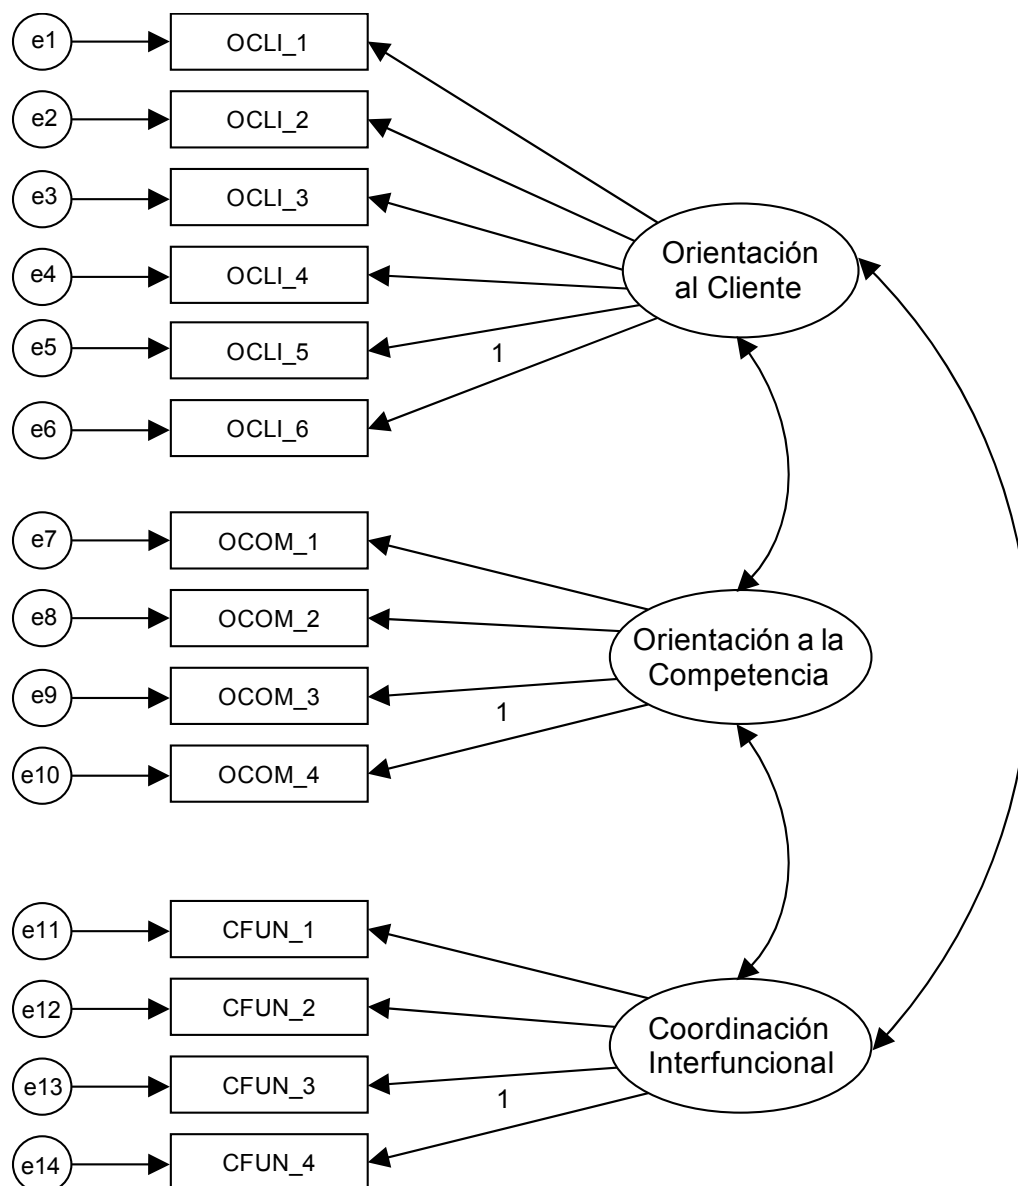 e1
OCLI_1
e2
OCLI_2
e3
OCLI_3
Orientación
al Cliente
e4
OCLI_4
e5
OCLI_5
1
e6
OCLI_6
e7
OCOM_1
e8
OCOM_2
Orientación a la
Competencia
e9
OCOM_3
1
e10
OCOM_4
e11
CFUN_1
e12
CFUN_2
Coordinación
Interfuncional
e13
CFUN_3
1
e14
CFUN_4